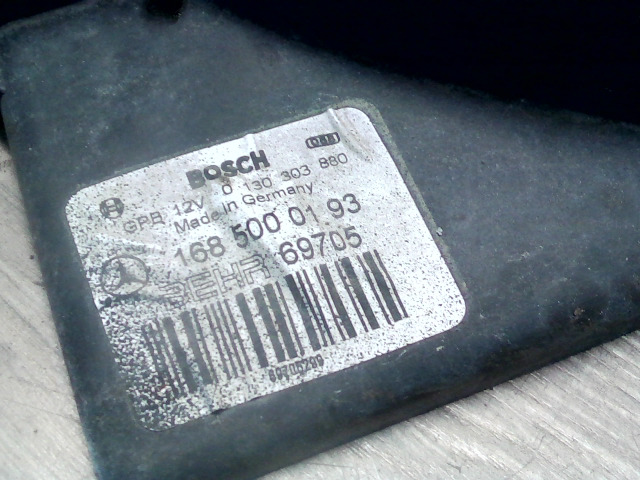 BOSCH
GPB 12V 0 130 303 880
Made in Germany
168 500 01 93
BEHR 69705